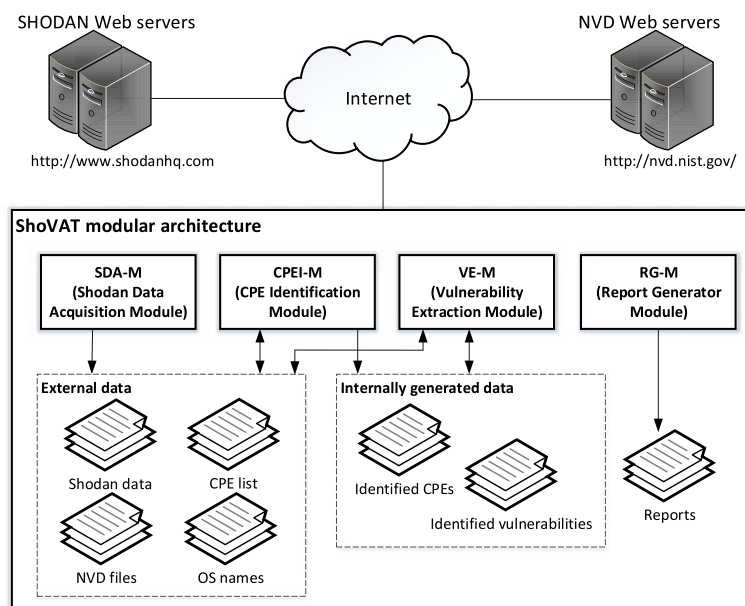 SHODAN Web servers
NVD Web servers
Internet
http://www.shodanhq.com
http://nvd.nist.gov/
ShoVAT modular architecture
SDA-M
(Shodan Data
Acquisition Module)
CPEI-M
(CPE Identification
Module)
VE-M
(Vulnerability
Extraction Module)
RG-M
(Report Generator
Module)
External data
Shodan data
CPE list
NVD files
OS names
Internally generated data
Identified CPEs
Identified vulnerabilities
Reports